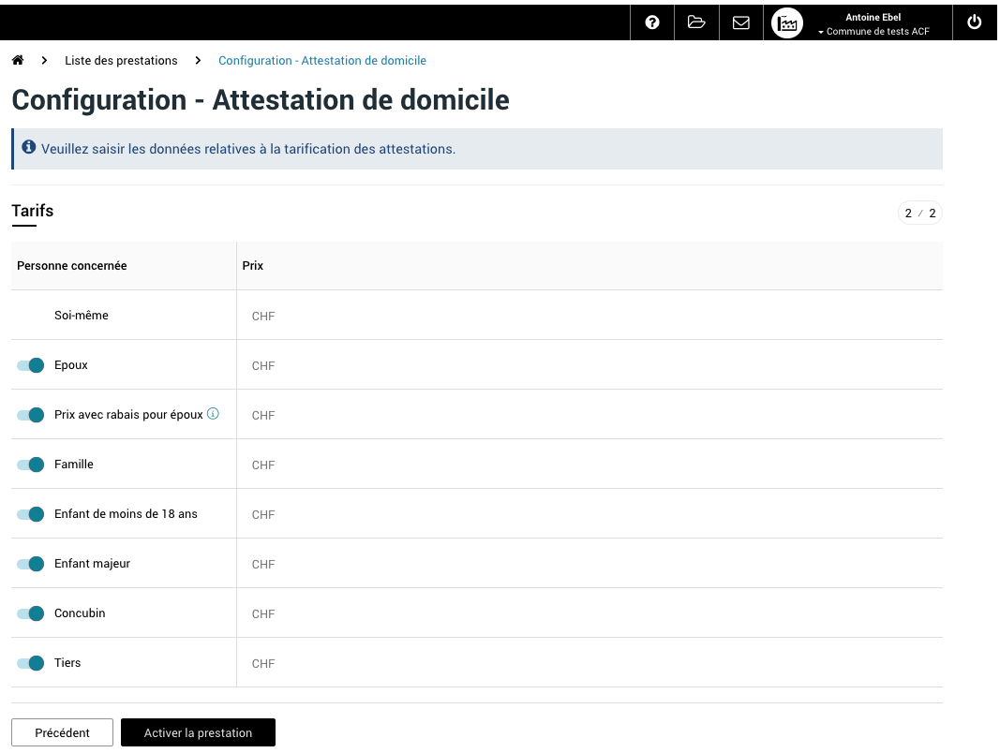 Antoine Ebel
Commune de tests ACF
Liste des prestations
Configuration - Attestation de domicile
Configuration - Attestation de domicile
Veuillez saisir les données relatives à la tarification des attestations.
Tarifs
2 / 2
Personne concernée Prix
Soi-même CHF
Epoux CHF
Prix avec rabais pour époux CHF
Famille CHF
Enfant de moins de 18 ans CHF
Enfant majeur CHF
Concubin CHF
Tiers CHF
Précédent Activer la prestation